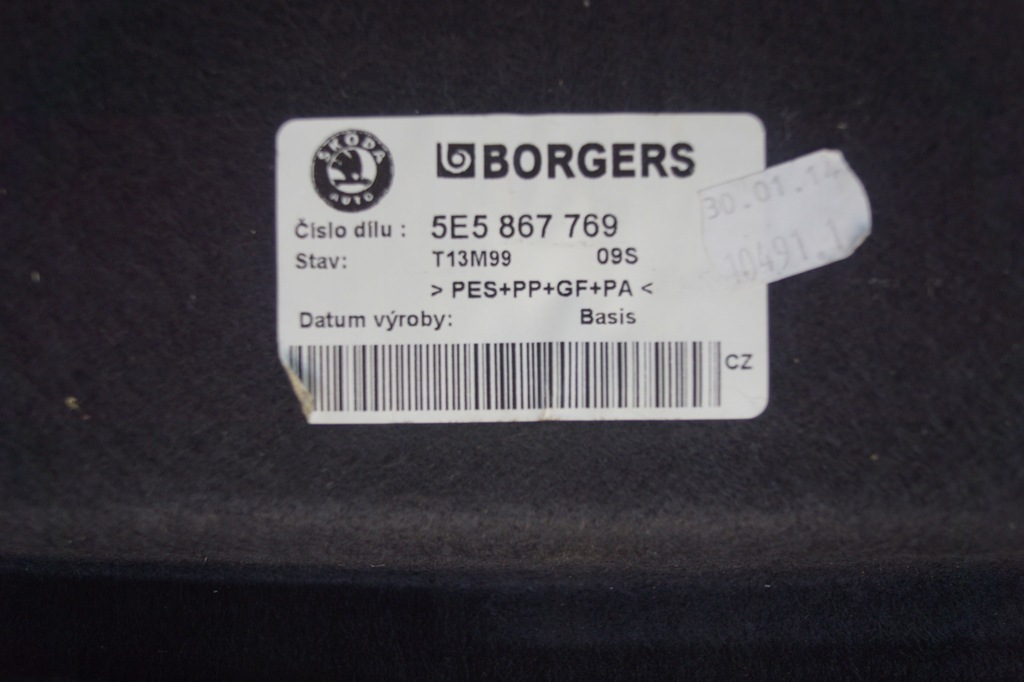 ŠKODA
AUTO
BORGERS
Číslo dílu : 5E5 867 769
Stav: T13M99 09S
> PES+PP+GF+PA <
Datum výroby: Basis
CZ
30.01.14
10491.1